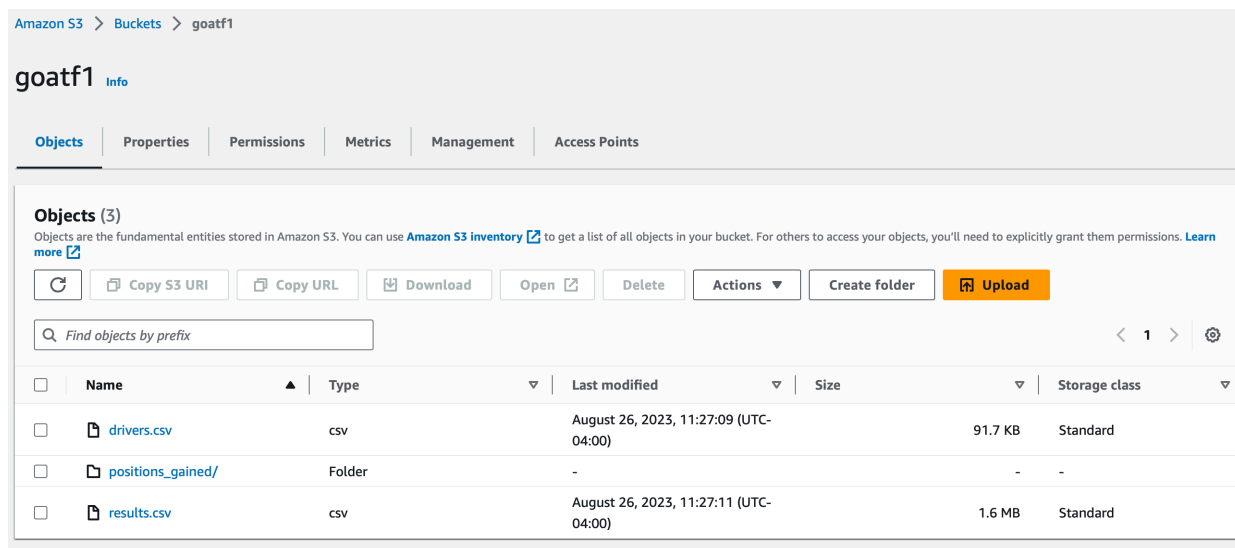 Amazon S3 > Buckets > goatf1
goatf1 Info
Objects Properties Permissions Metrics Management Access Points
Objects (3)
Objects are the fundamental entities stored in Amazon S3. You can use Amazon S3 inventory to get a list of all objects in your bucket. For others to access your objects, you'll need to explicitly grant them permissions. Learn
more
Copy S3 URI Copy URL Download Open Delete Actions Create folder Upload
Find objects by prefix 1
Name Type Last modified Size Storage class
drivers.csv csv August 26, 2023, 11:27:09 (UTC-
04:00) 91.7 KB Standard
positions_gained/ Folder - - -
results.csv csv August 26, 2023, 11:27:11 (UTC-
04:00) 1.6 MB Standard